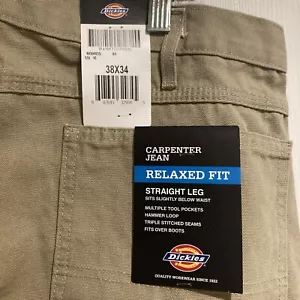 Dickies
38X34
CARPENTER
JEAN
RELAXED FIT
STRAIGHT LEG
SITS SLIGHTLY BELOW WAIST
MULTIPLE TOOL POCKETS
HAMMER LOOP
TRIPLE STITCHED SEAMS
FITS OVER BOOTS
Dickies
QUALITY WORKWEAR SINCE 1922